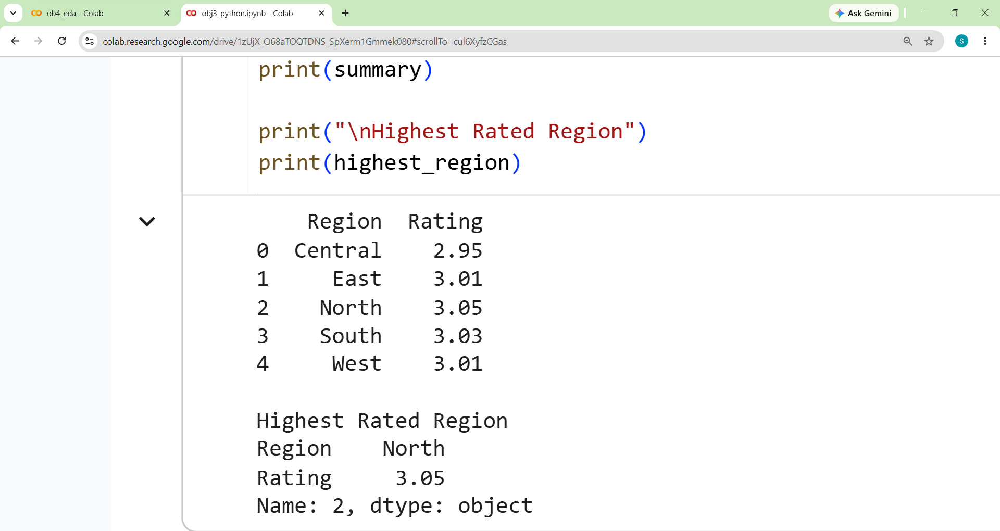 ob4_eda - Colab
obj3_python.ipynb - Colab
Ask Gemini
colab.research.google.com/drive/1zUjX_Q68aTOQTDNS_SpXerm1Gmmek080#scrollTo=cul6XyfzCGas
S
print(summary)
print("\nHighest Rated Region")
print(highest_region)
Region Rating
0 Central 2.95
1 East 3.01
2 North 3.05
3 South 3.03
4 West 3.01
Highest Rated Region
Region North
Rating 3.05
Name: 2, dtype: object